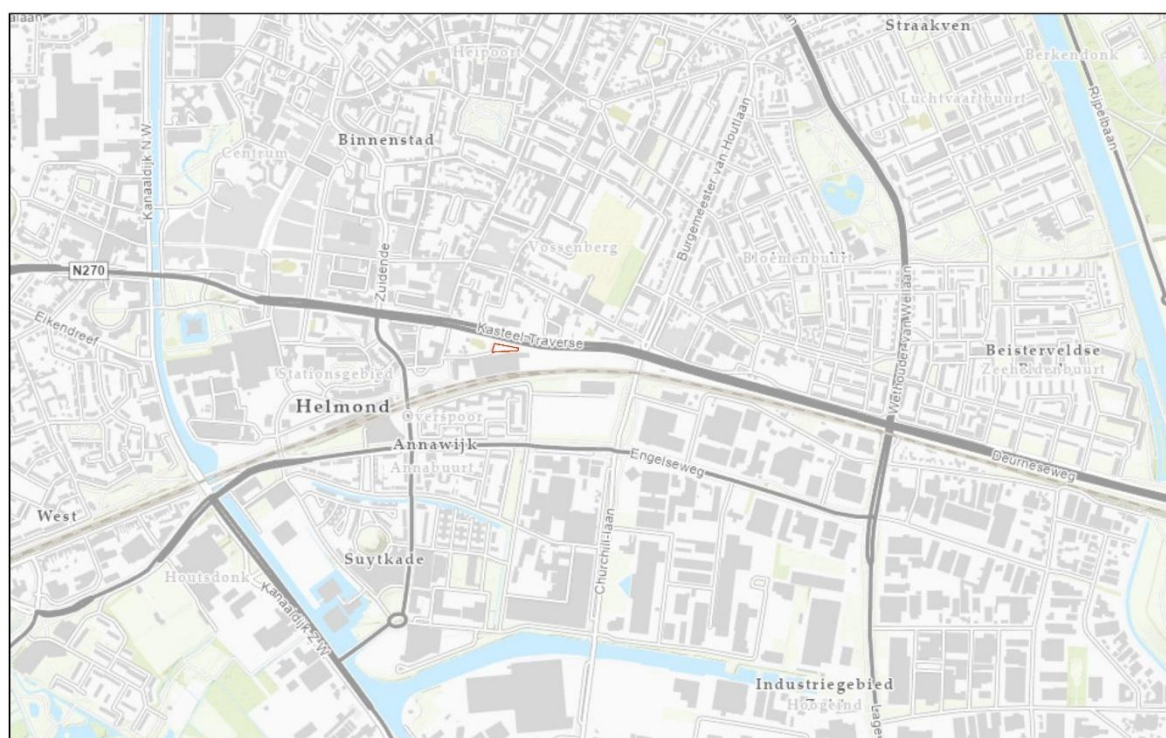 Straakven
Heipoort
Berkendonk
Rijpelbaan
Luchtvaartbuurt
Kanaaldijk N.W.
Binnenstad
Centrum
Burgemeester van Houtlaan
Vossenberg
Bloemenbuurt
Zuidende
N270
Wethouder van Wellaan
Eikendreef
Kasteel-Traverse
Beisterveldse
Zeeheldenbuurt
Stationsgebied
Helmond
Overspoor
Annawijk
Annabuurt
Engelseweg
Deurneseweg
West
Suytkade
Houtsdonk
Churchill-laan
Kanaaldijk Z.W.
Industriegebied
Hoogeind